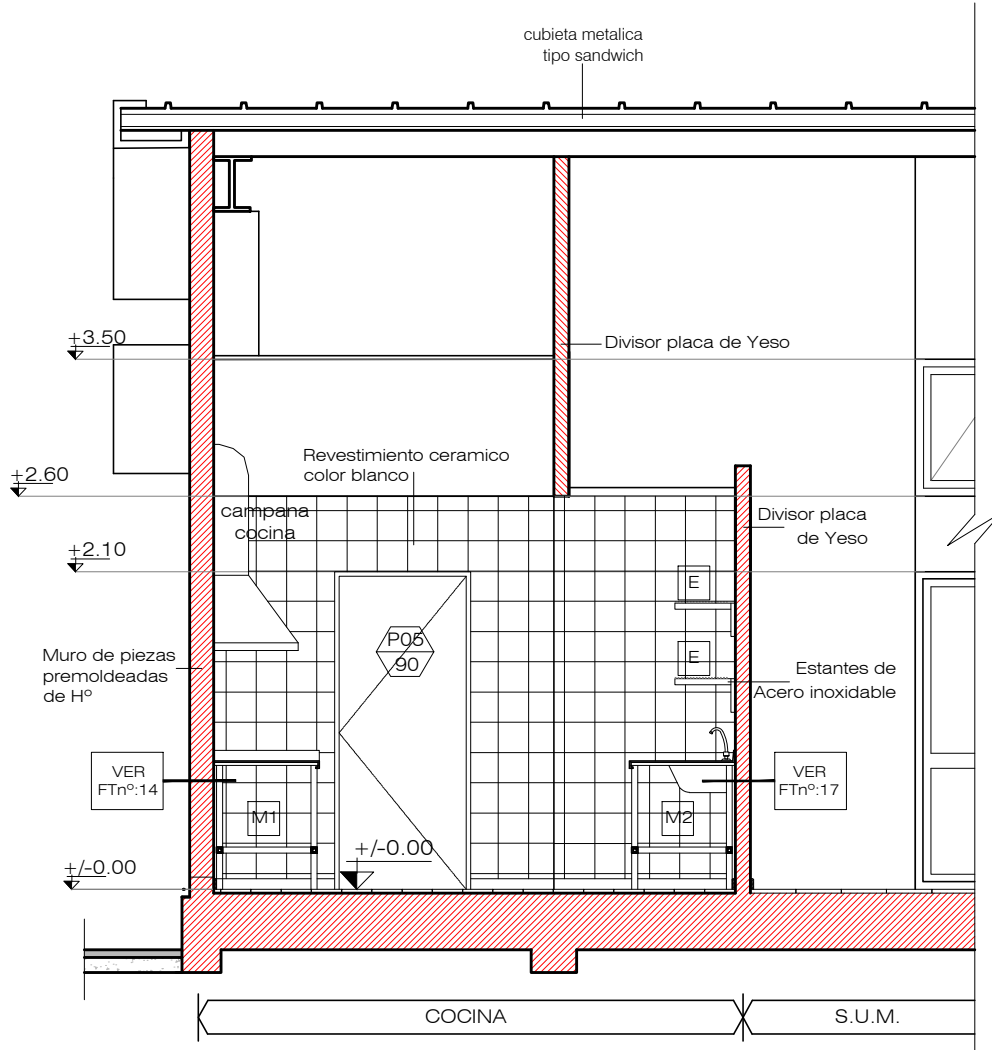 cubieta metalica
tipo sandwich
+3.50
Divisor placa de Yeso
Revestimiento ceramico
color blanco
+2.60
campana
cocina
Divisor placa
de Yeso
+2.10
E
P05
90
E
Muro de piezas
premoldeadas
de Hº
Estantes de
Acero inoxidable
VER
FTnº:14
VER
FTnº:17
M1
M2
+/-0.00
+/-0.00
COCINA
S.U.M.